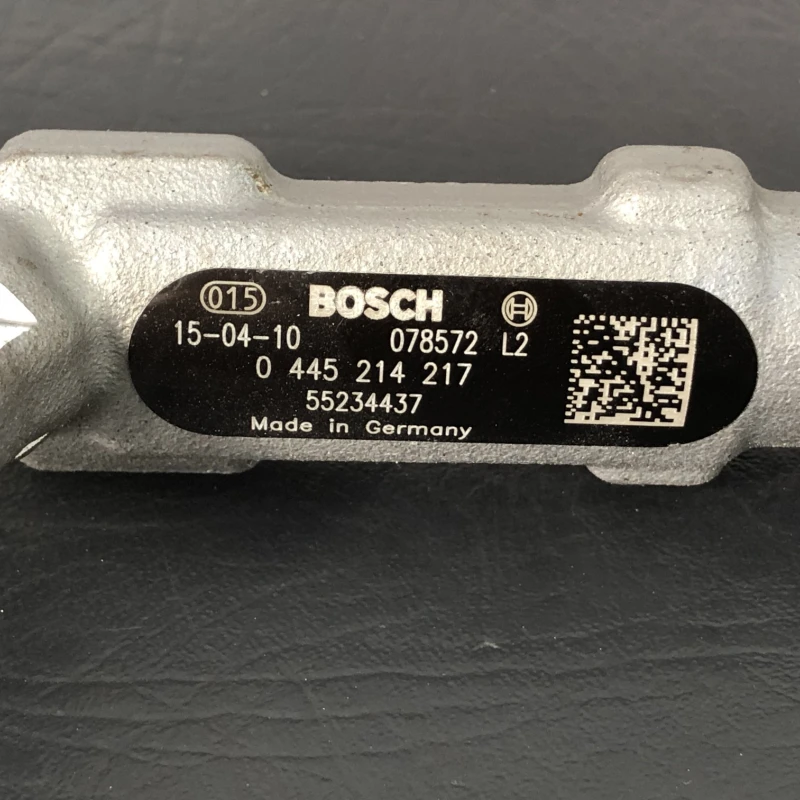 015 BOSCH
15-04-10 078572 L2
0 445 214 217
55234437
Made in Germany